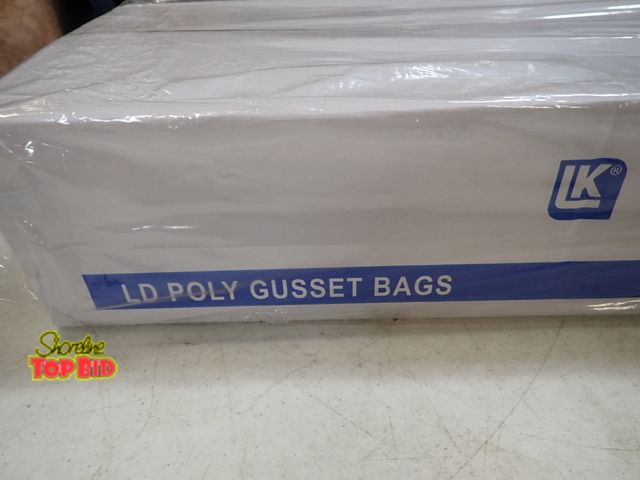 LK®
LD POLY GUSSET BAGS
Shoreline
TOP BID